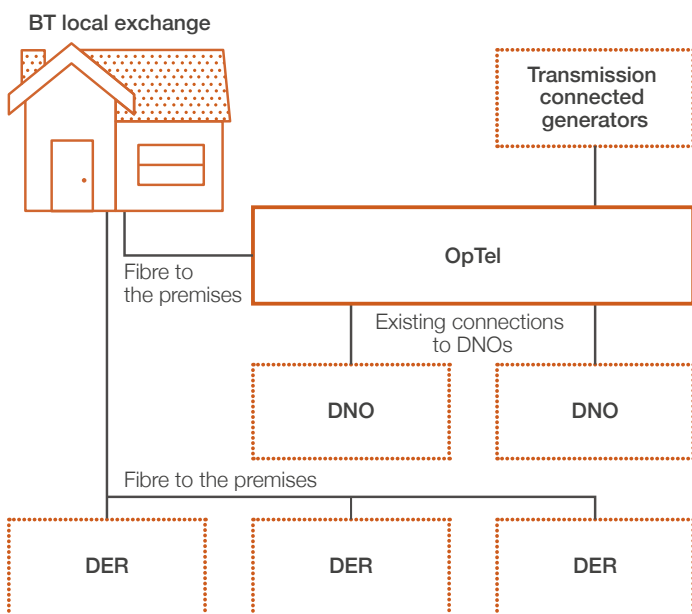 BT local exchange
Transmission
connected
generators
OpTel
Fibre to
the premises
Existing connections
to DNOs
DNO
DNO
Fibre to the premises
DER
DER
DER